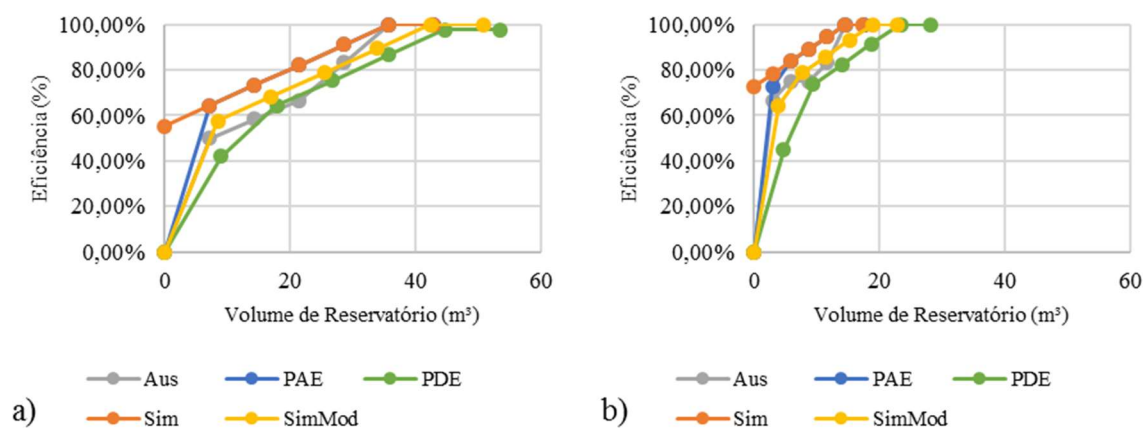 100,00%
80,00%
60,00%
40,00%
20,00%
0,00%
Eficiência (%)
0 20 40 60
Volume de Reservatório (m³)
Aus PAE PDE
Sim SimMod
a)
100,00%
80,00%
60,00%
40,00%
20,00%
0,00%
Eficiência (%)
0 20 40 60
Volume de Reservatório (m³)
Aus PAE PDE
Sim SimMod
b)